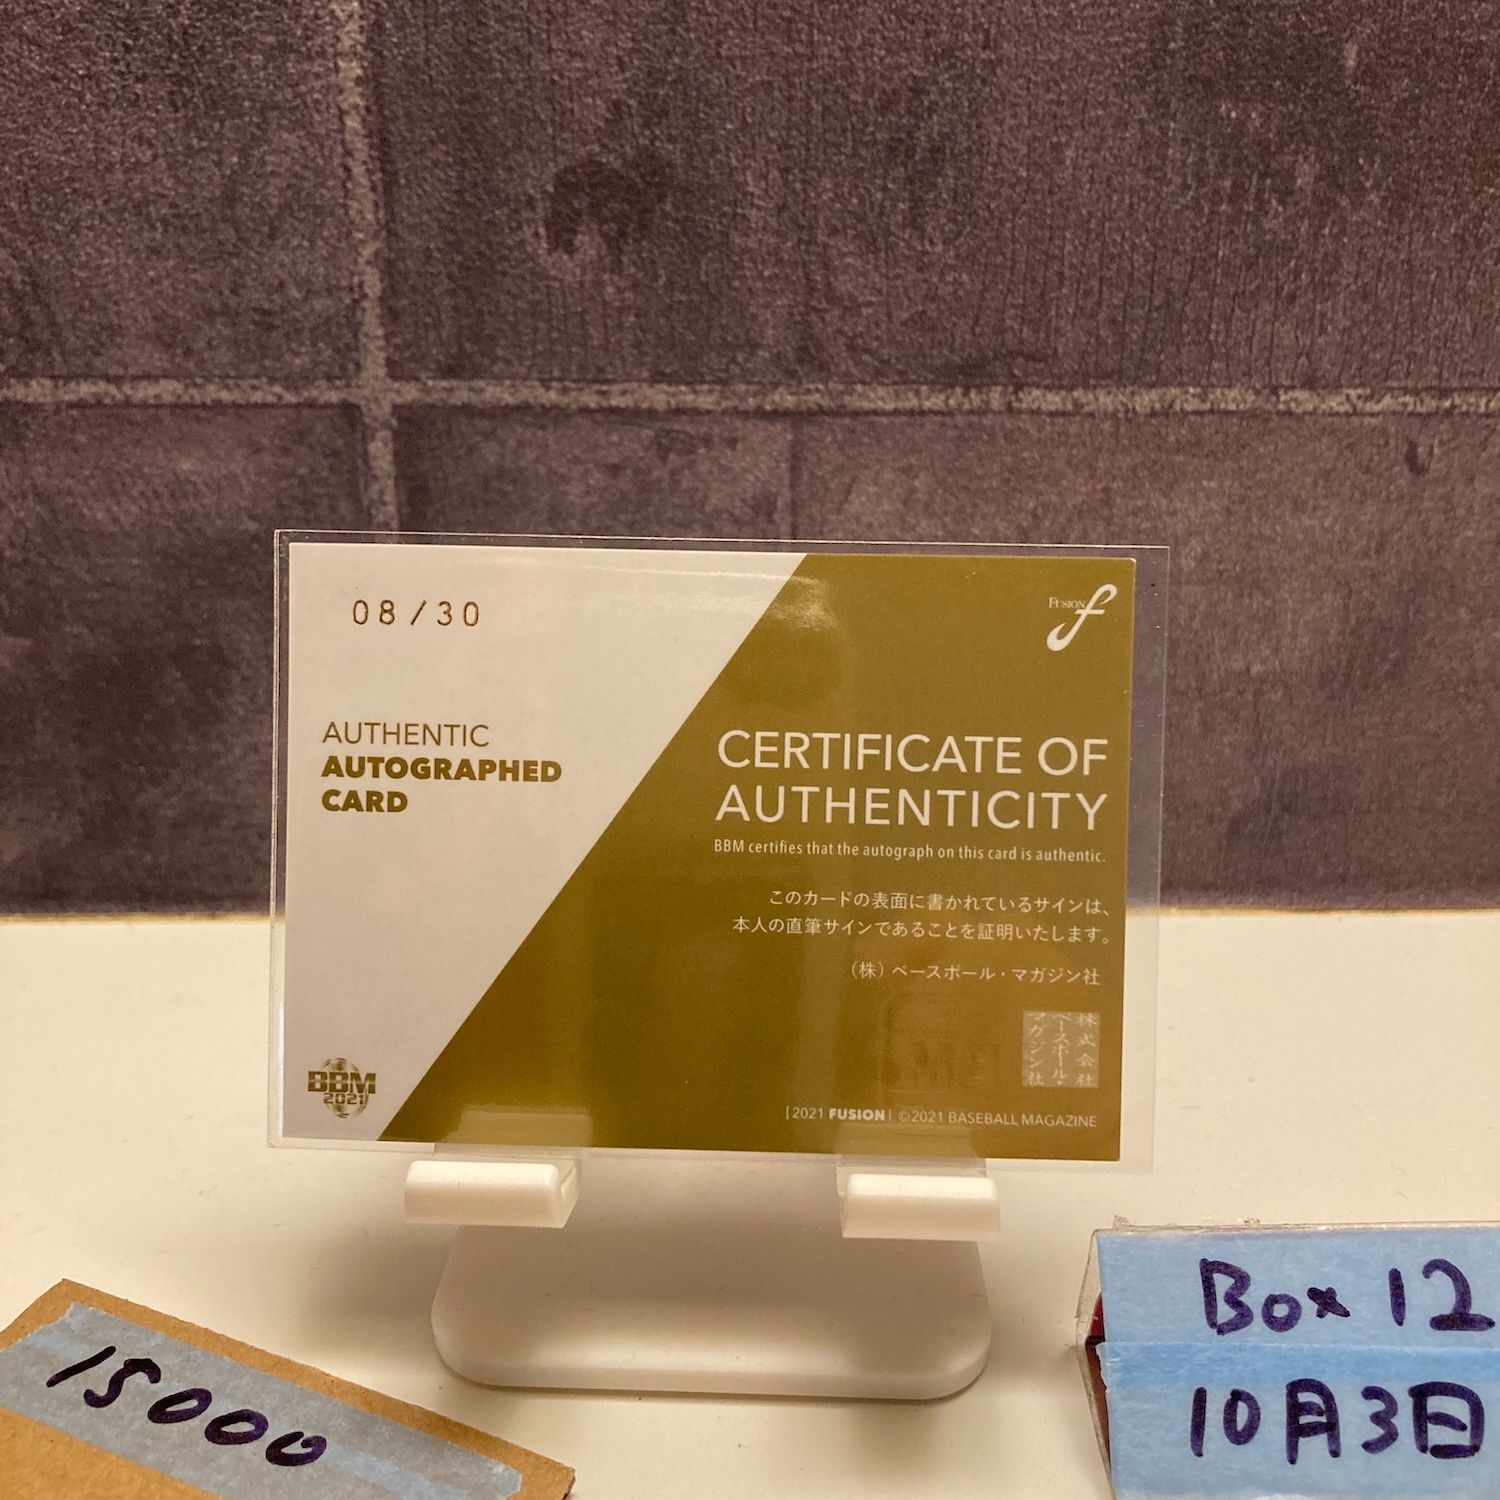 08/30
FUSION f
AUTHENTIC
AUTOGRAPHED
CARD
CERTIFICATE OF
AUTHENTICITY
BBM certifies that the autograph on this card is authentic.
このカードの表面に書かれているサインは、
本人の直筆サインであることを証明いたします。
（株）ベースボール・マガジン社
株式会社
ベースボール・
マガジン社
BBM
2021
[2021 FUSION] ©2021 BASEBALL MAGAZINE
15000
Box 12
10月3日